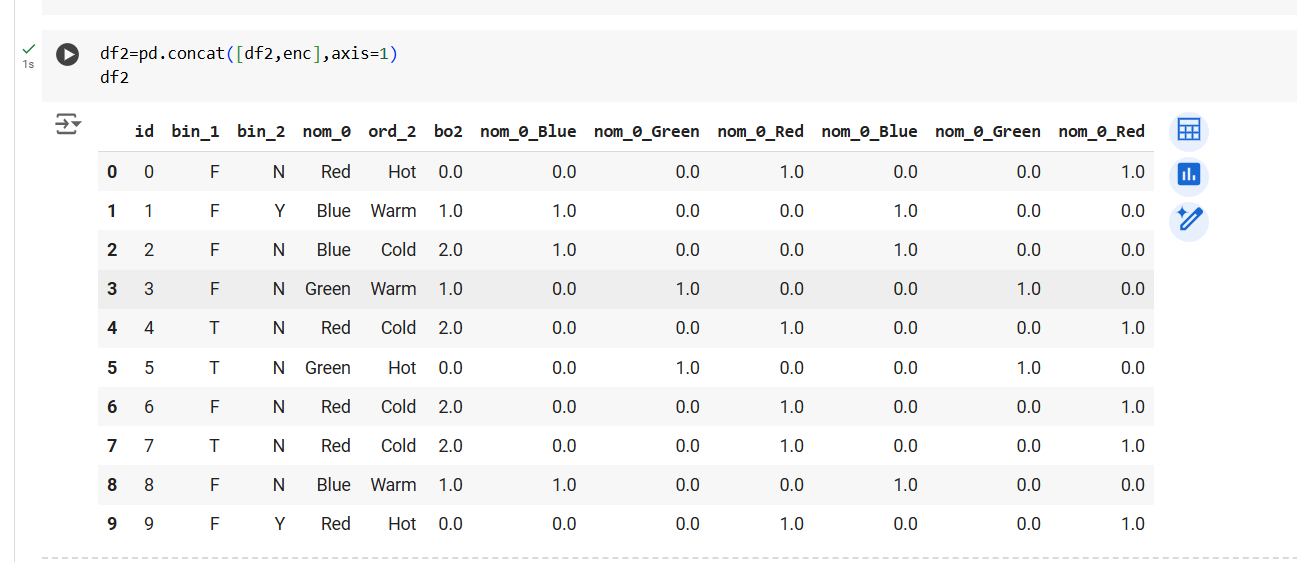 df2=pd.concat([df2,enc],axis=1)
1s
df2
id bin_1 bin_2 nom_0 ord_2 bo2 nom_0_Blue nom_0_Green nom_0_Red nom_0_Blue nom_0_Green nom_0_Red
0 0 F N Red Hot 0.0 0.0 0.0 1.0 0.0 0.0 1.0
1 1 F Y Blue Warm 1.0 1.0 0.0 0.0 1.0 0.0 0.0
2 2 F N Blue Cold 2.0 1.0 0.0 0.0 1.0 0.0 0.0
3 3 F N Green Warm 1.0 0.0 1.0 0.0 0.0 1.0 0.0
4 4 T N Red Cold 2.0 0.0 0.0 1.0 0.0 0.0 1.0
5 5 T N Green Hot 0.0 0.0 1.0 0.0 0.0 1.0 0.0
6 6 F N Red Cold 2.0 0.0 0.0 1.0 0.0 0.0 1.0
7 7 T N Red Cold 2.0 0.0 0.0 1.0 0.0 0.0 1.0
8 8 F N Blue Warm 1.0 1.0 0.0 0.0 1.0 0.0 0.0
9 9 F Y Red Hot 0.0 0.0 0.0 1.0 0.0 0.0 1.0